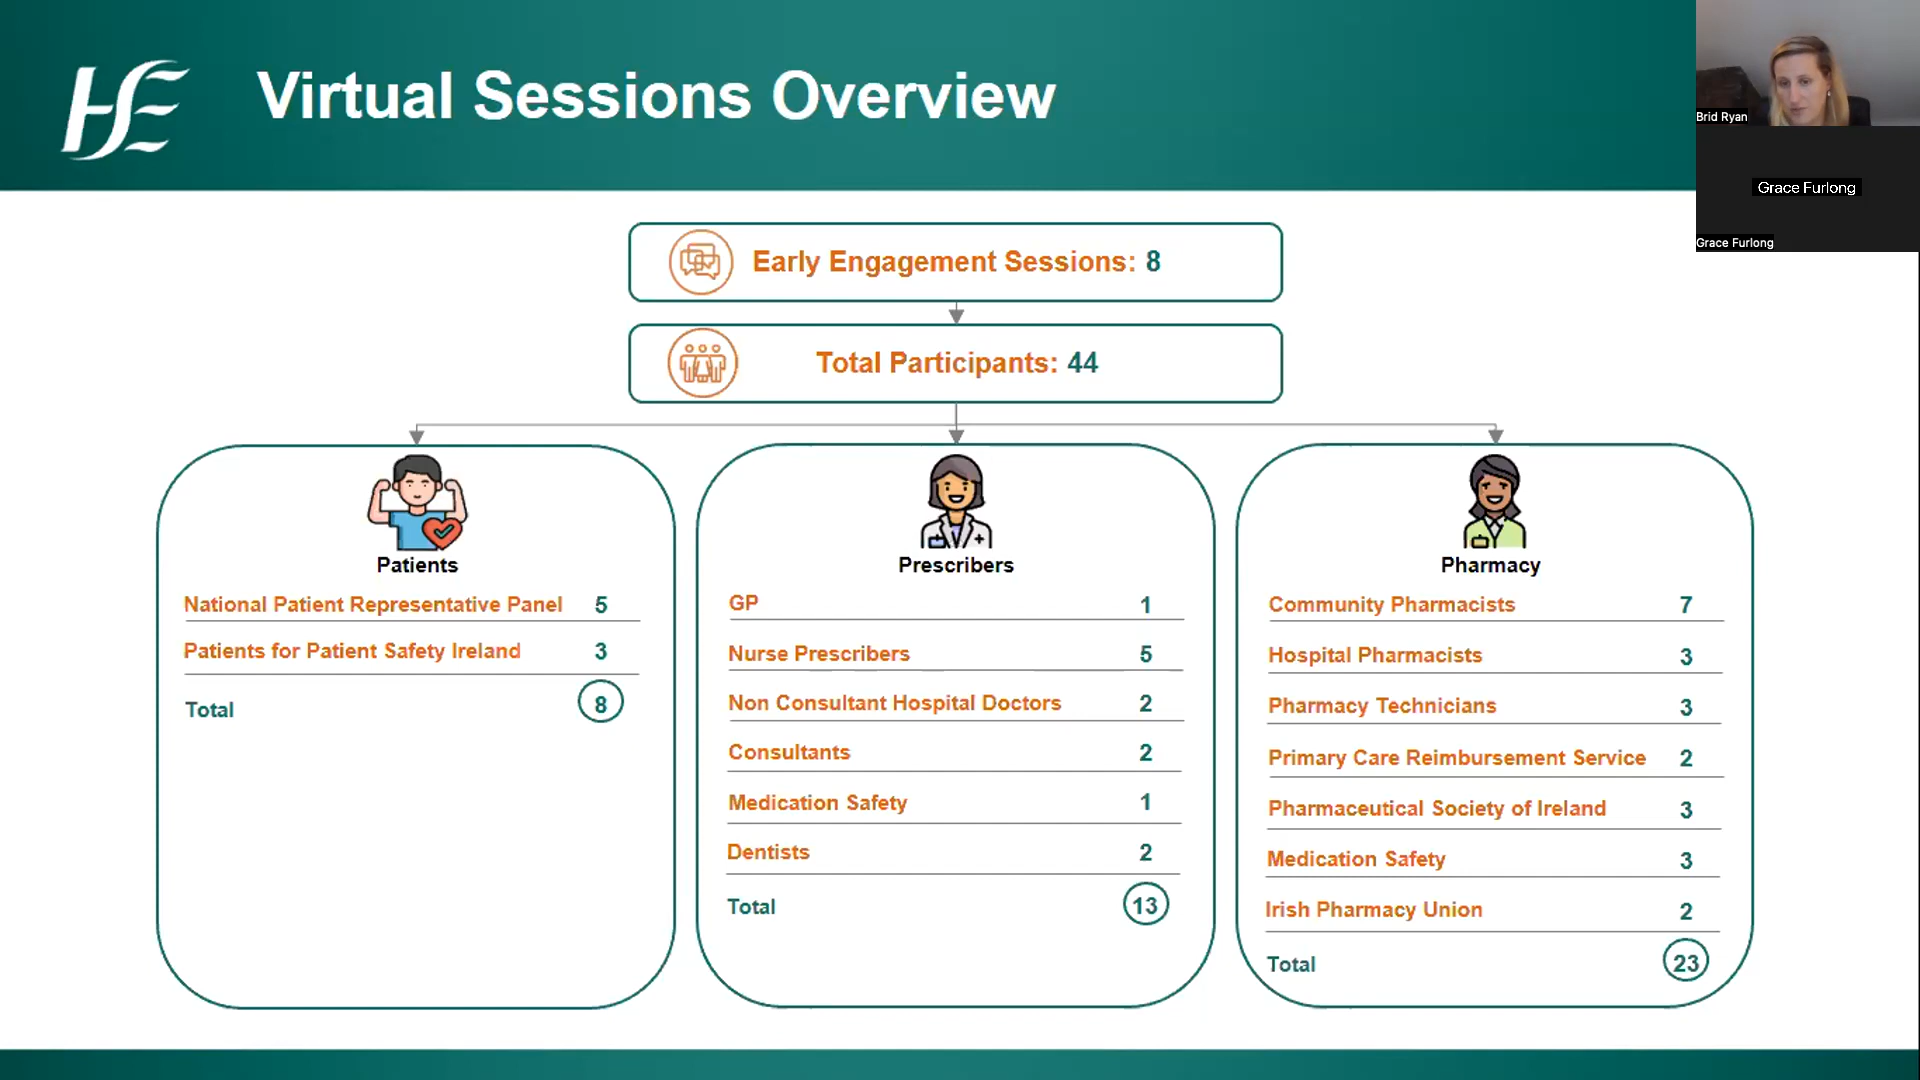 HSE
Virtual Sessions Overview
Brid Ryan
Grace Furlong
Grace Furlong
Early Engagement Sessions: 8
Total Participants: 44
Patients
National Patient Representative Panel 5
Patients for Patient Safety Ireland 3
Total 8
Prescribers
GP 1
Nurse Prescribers 5
Non Consultant Hospital Doctors 2
Consultants 2
Medication Safety 1
Dentists 2
Total 13
Pharmacy
Community Pharmacists 7
Hospital Pharmacists 3
Pharmacy Technicians 3
Primary Care Reimbursement Service 2
Pharmaceutical Society of Ireland 3
Medication Safety 3
Irish Pharmacy Union 2
Total 23